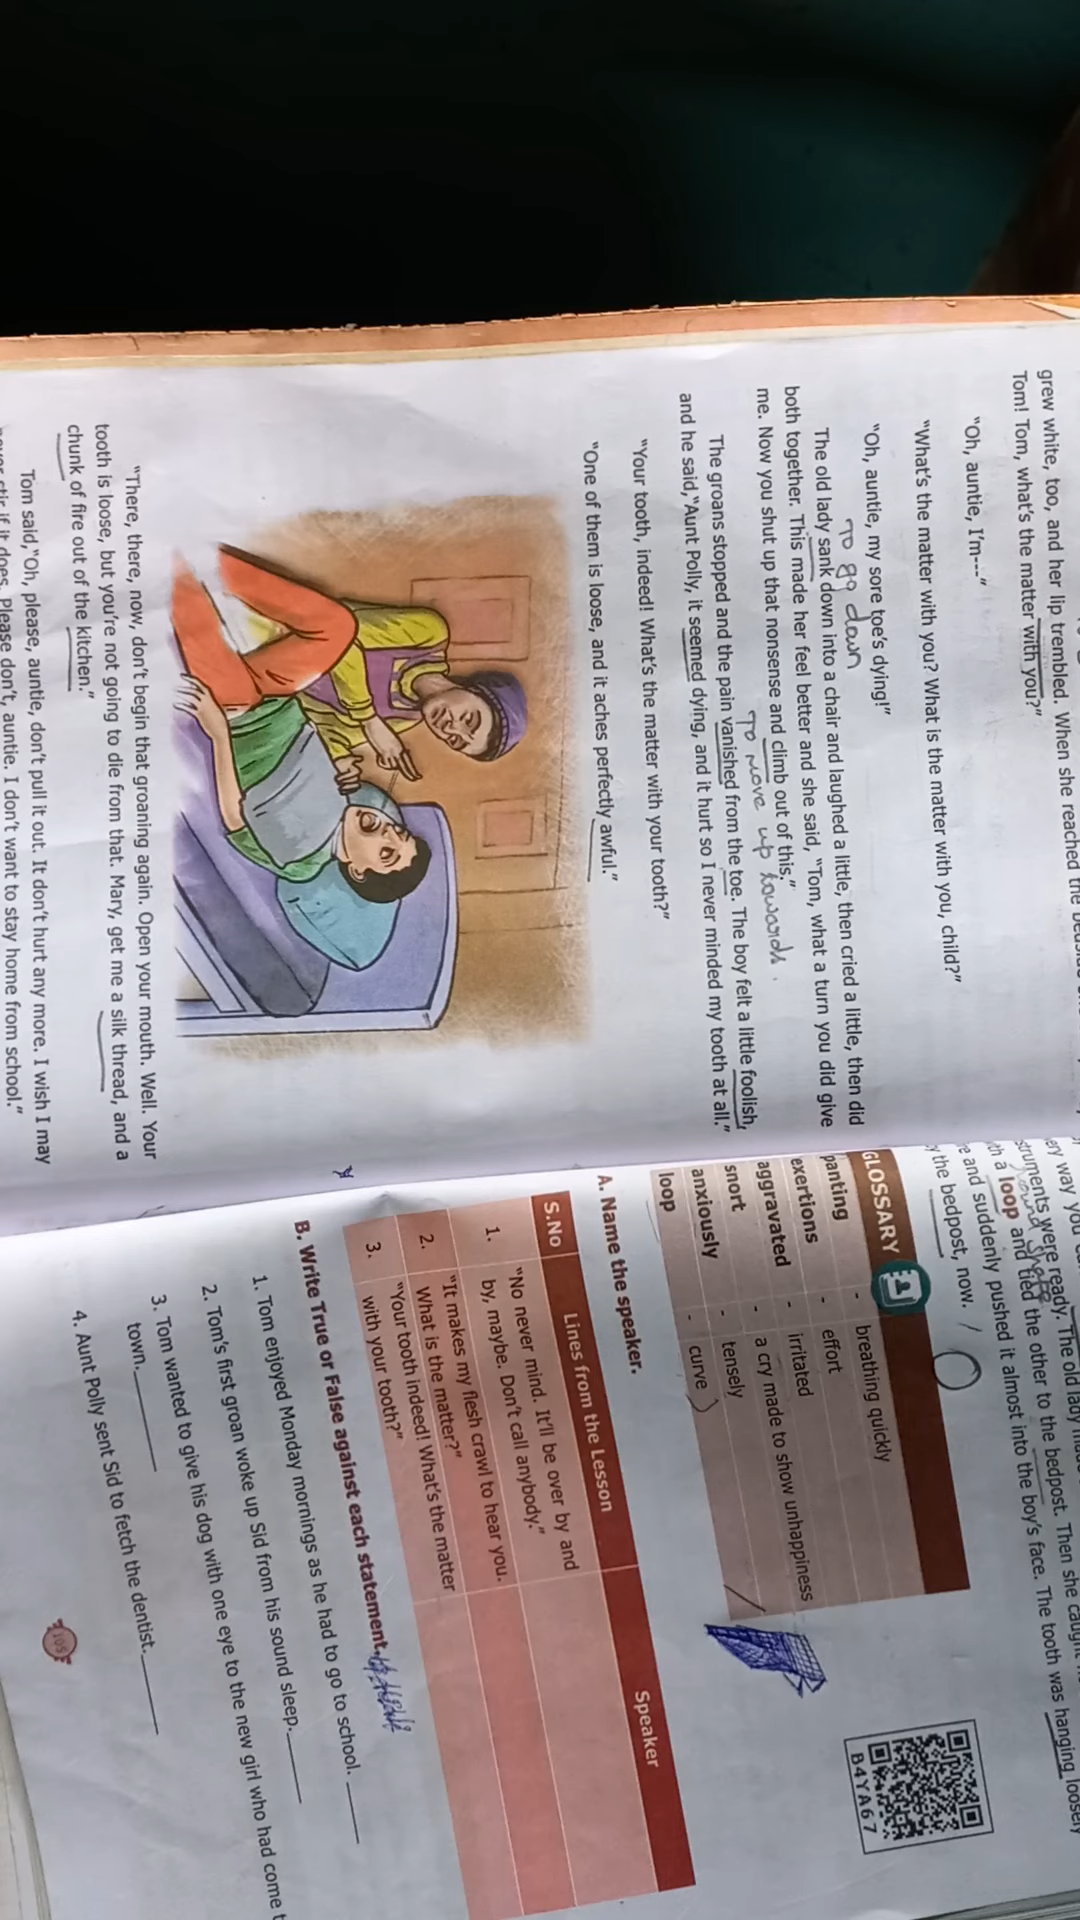 grew white, too, and her lip trembled. When she reached the
Tom! Tom, what's the matter with you?"
"Oh, auntie, I'm---"
"What's the matter with you? What is the matter with you, child?"
"Oh, auntie, my sore toe's dying!"
To go down
The old lady sank down into a chair and laughed a little, then cried a little, then did
both together. This made her feel better and she said, "Tom, what a turn you did give
me. Now you shut up that nonsense and climb out of this."
To move up towards.
The groans stopped and the pain vanished from the toe. The boy felt a little foolish,
and he said,"Aunt Polly, it seemed dying, and it hurt so I never minded my tooth at all."
"Your tooth, indeed! What's the matter with your tooth?"
"One of them is loose, and it aches perfectly awful."
"There, there, now, don't begin that groaning again. Open your mouth. Well. Your
tooth is loose, but you're not going to die from that. Mary, get me a silk thread, and a
chunk of fire out of the kitchen."
Tom said,"Oh, please, auntie, don't pull it out. It don't hurt any more. I wish I may
never stir if it does. Please don't, auntie. I don't want to stay home from school."
way you
were ready. The old lady
with a loop and tied the other to the bedpost. Then she caught
and suddenly pushed it almost into the boy's face. The tooth was hanging loosely
by the bedpost, now.
GLOSSARY
panting - breathing quickly
exertions - effort
aggravated - irritated
snort - a cry made to show unhappiness
anxiously - tensely
loop - curve
B4YA67
A. Name the speaker.
S.No Lines from the Lesson Speaker
1. "No never mind. It'll be over by and
by, maybe. Don't call anybody."
2. "It makes my flesh crawl to hear you.
What is the matter?"
3. "Your tooth indeed! What's the matter
with your tooth?"
B. Write True or False against each statement.
1. Tom enjoyed Monday mornings as he had to go to school.
2. Tom's first groan woke up Sid from his sound sleep.
3. Tom wanted to give his dog with one eye to the new girl who had come
town.
4. Aunt Polly sent Sid to fetch the dentist.
105